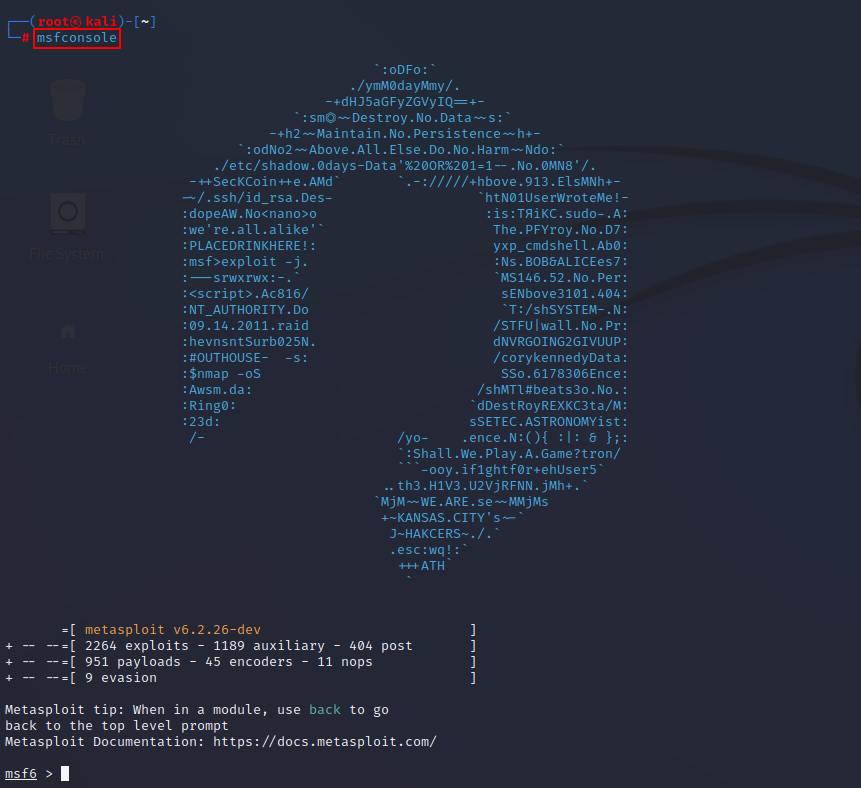 ┌──(root㉿kali)-[~]
└─# msfconsole
Trash
File System
Home
`:oDFo:`
./ymM0dayMmy/.
-+dHJ5aGFyZGVyIQ==+-
`:sm⏣~~Destroy.No.Data~~s:`
-+h2~~Maintain.No.Persistence~~h+-
`:odNo2~~Above.All.Else.Do.No.Harm~~Ndo:`
./etc/shadow.0days-Data'%20OR%201=1--.No.0MN8'/.
-++SecKCoin++e.AMd`       `.-://///+hbove.913.ElsMNh+-
-~/.ssh/id_rsa.Des-                  `htN01UserWroteMe!-
:dopeAW.No<nano>o                     :is:TЯiKC.sudo-.A:
:we're.all.alike'`                     The.PFYroy.No.D7:
:PLACEDRINKHERE!:                      yxp_cmdshell.Ab0:
:msf>exploit -j.                       :Ns.BOB&ALICEes7:
:---srwxrwx:-.`                        `MS146.52.No.Per:
:<script>.Ac816/                        sENbove3101.404:
:NT_AUTHORITY.Do                        `T:/shSYSTEM-.N:
:09.14.2011.raid                       /STFU|wall.No.Pr:
:hevnsntSurb025N.                      dNVRGOING2GIVUUP:
:#OUTHOUSE-  -s:                       /corykennedyData:
:$nmap -oS                              SSo.6178306Ence:
:Awsm.da:                            /shMTl#beats3o.No.:
:Ring0:                             `dDestRoyREXKC3ta/M:
:23d:                               sSETEC.ASTRONOMYist:
/-                        /yo-    .ence.N:(){ :|: & };:
`:Shall.We.Play.A.Game?tron/
```-ooy.if1ghtf0r+ehUser5`
..th3.H1V3.U2VjRFNN.jMh+.`
`MjM~~WE.ARE.se~~MMjMs
+~KANSAS.CITY's~-`
J~HAKCERS~./.`
.esc:wq!:`
+++ATH`
`
=[ metasploit v6.2.26-dev                          ]
+ -- --=[ 2264 exploits - 1189 auxiliary - 404 post       ]
+ -- --=[ 951 payloads - 45 encoders - 11 nops            ]
+ -- --=[ 9 evasion                                       ]
Metasploit tip: When in a module, use back to go
back to the top level prompt
Metasploit Documentation: https://docs.metasploit.com/
msf6 >